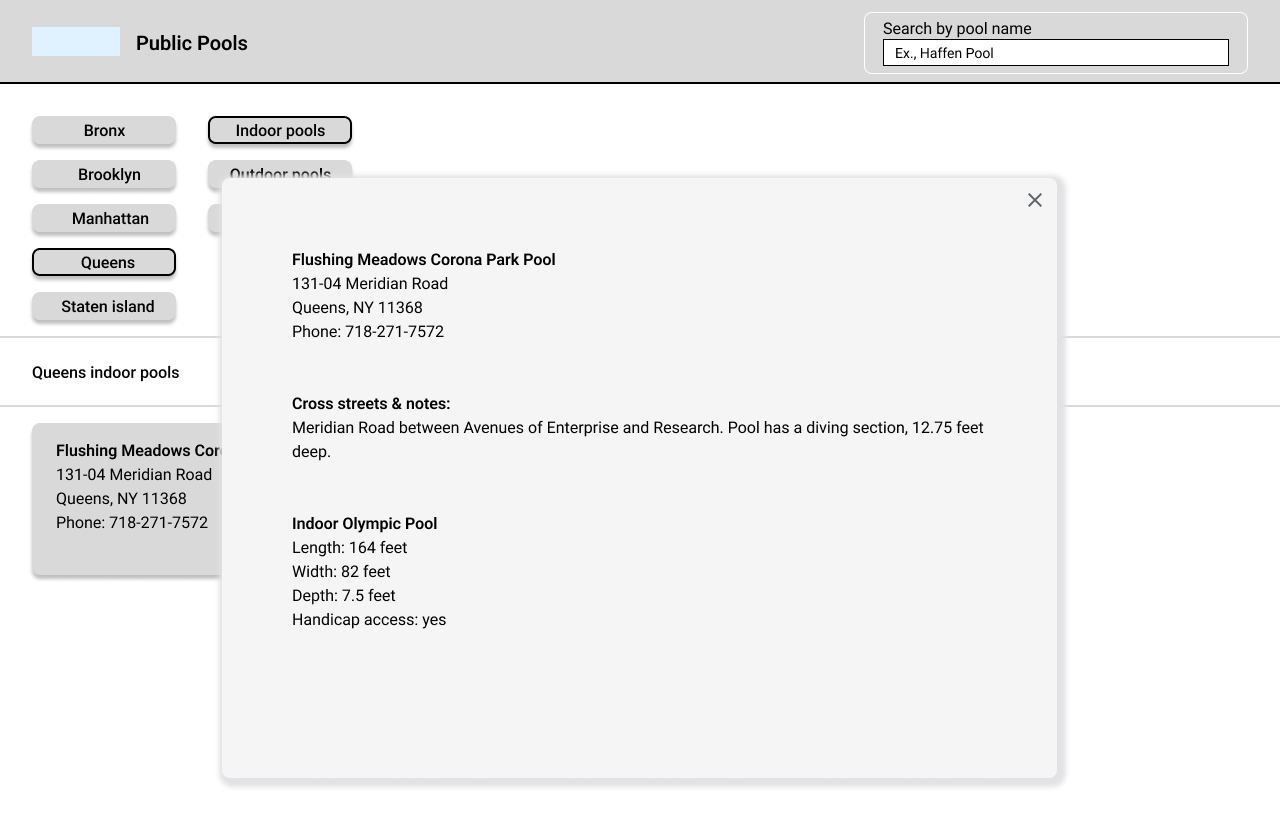 Public Pools
Search by pool name
Ex., Haffen Pool
Bronx
Indoor pools
Brooklyn
Outdoor pools
Manhattan
Queens
Staten island
Queens indoor pools
Flushing Meadows Cor
131-04 Meridian Road
Queens, NY 11368
Phone: 718-271-7572
Flushing Meadows Corona Park Pool
131-04 Meridian Road
Queens, NY 11368
Phone: 718-271-7572
Cross streets & notes:
Meridian Road between Avenues of Enterprise and Research. Pool has a diving section, 12.75 feet
deep.
Indoor Olympic Pool
Length: 164 feet
Width: 82 feet
Depth: 7.5 feet
Handicap access: yes